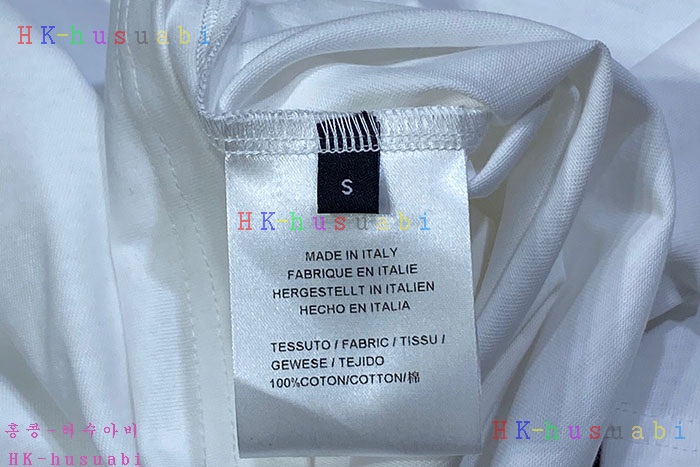 HK-husuabi
S
HK-husuabi
MADE IN ITALY
FABRIQUE EN ITALIE
HERGESTELLT IN ITALIEN
HECHO EN ITALIA
TESSUTO / FABRIC / TISSU /
GEWESE / TEJIDO
100%COTON/COTTON/棉
홍콩-허수아비
HK-husuabi
HK-husuabi